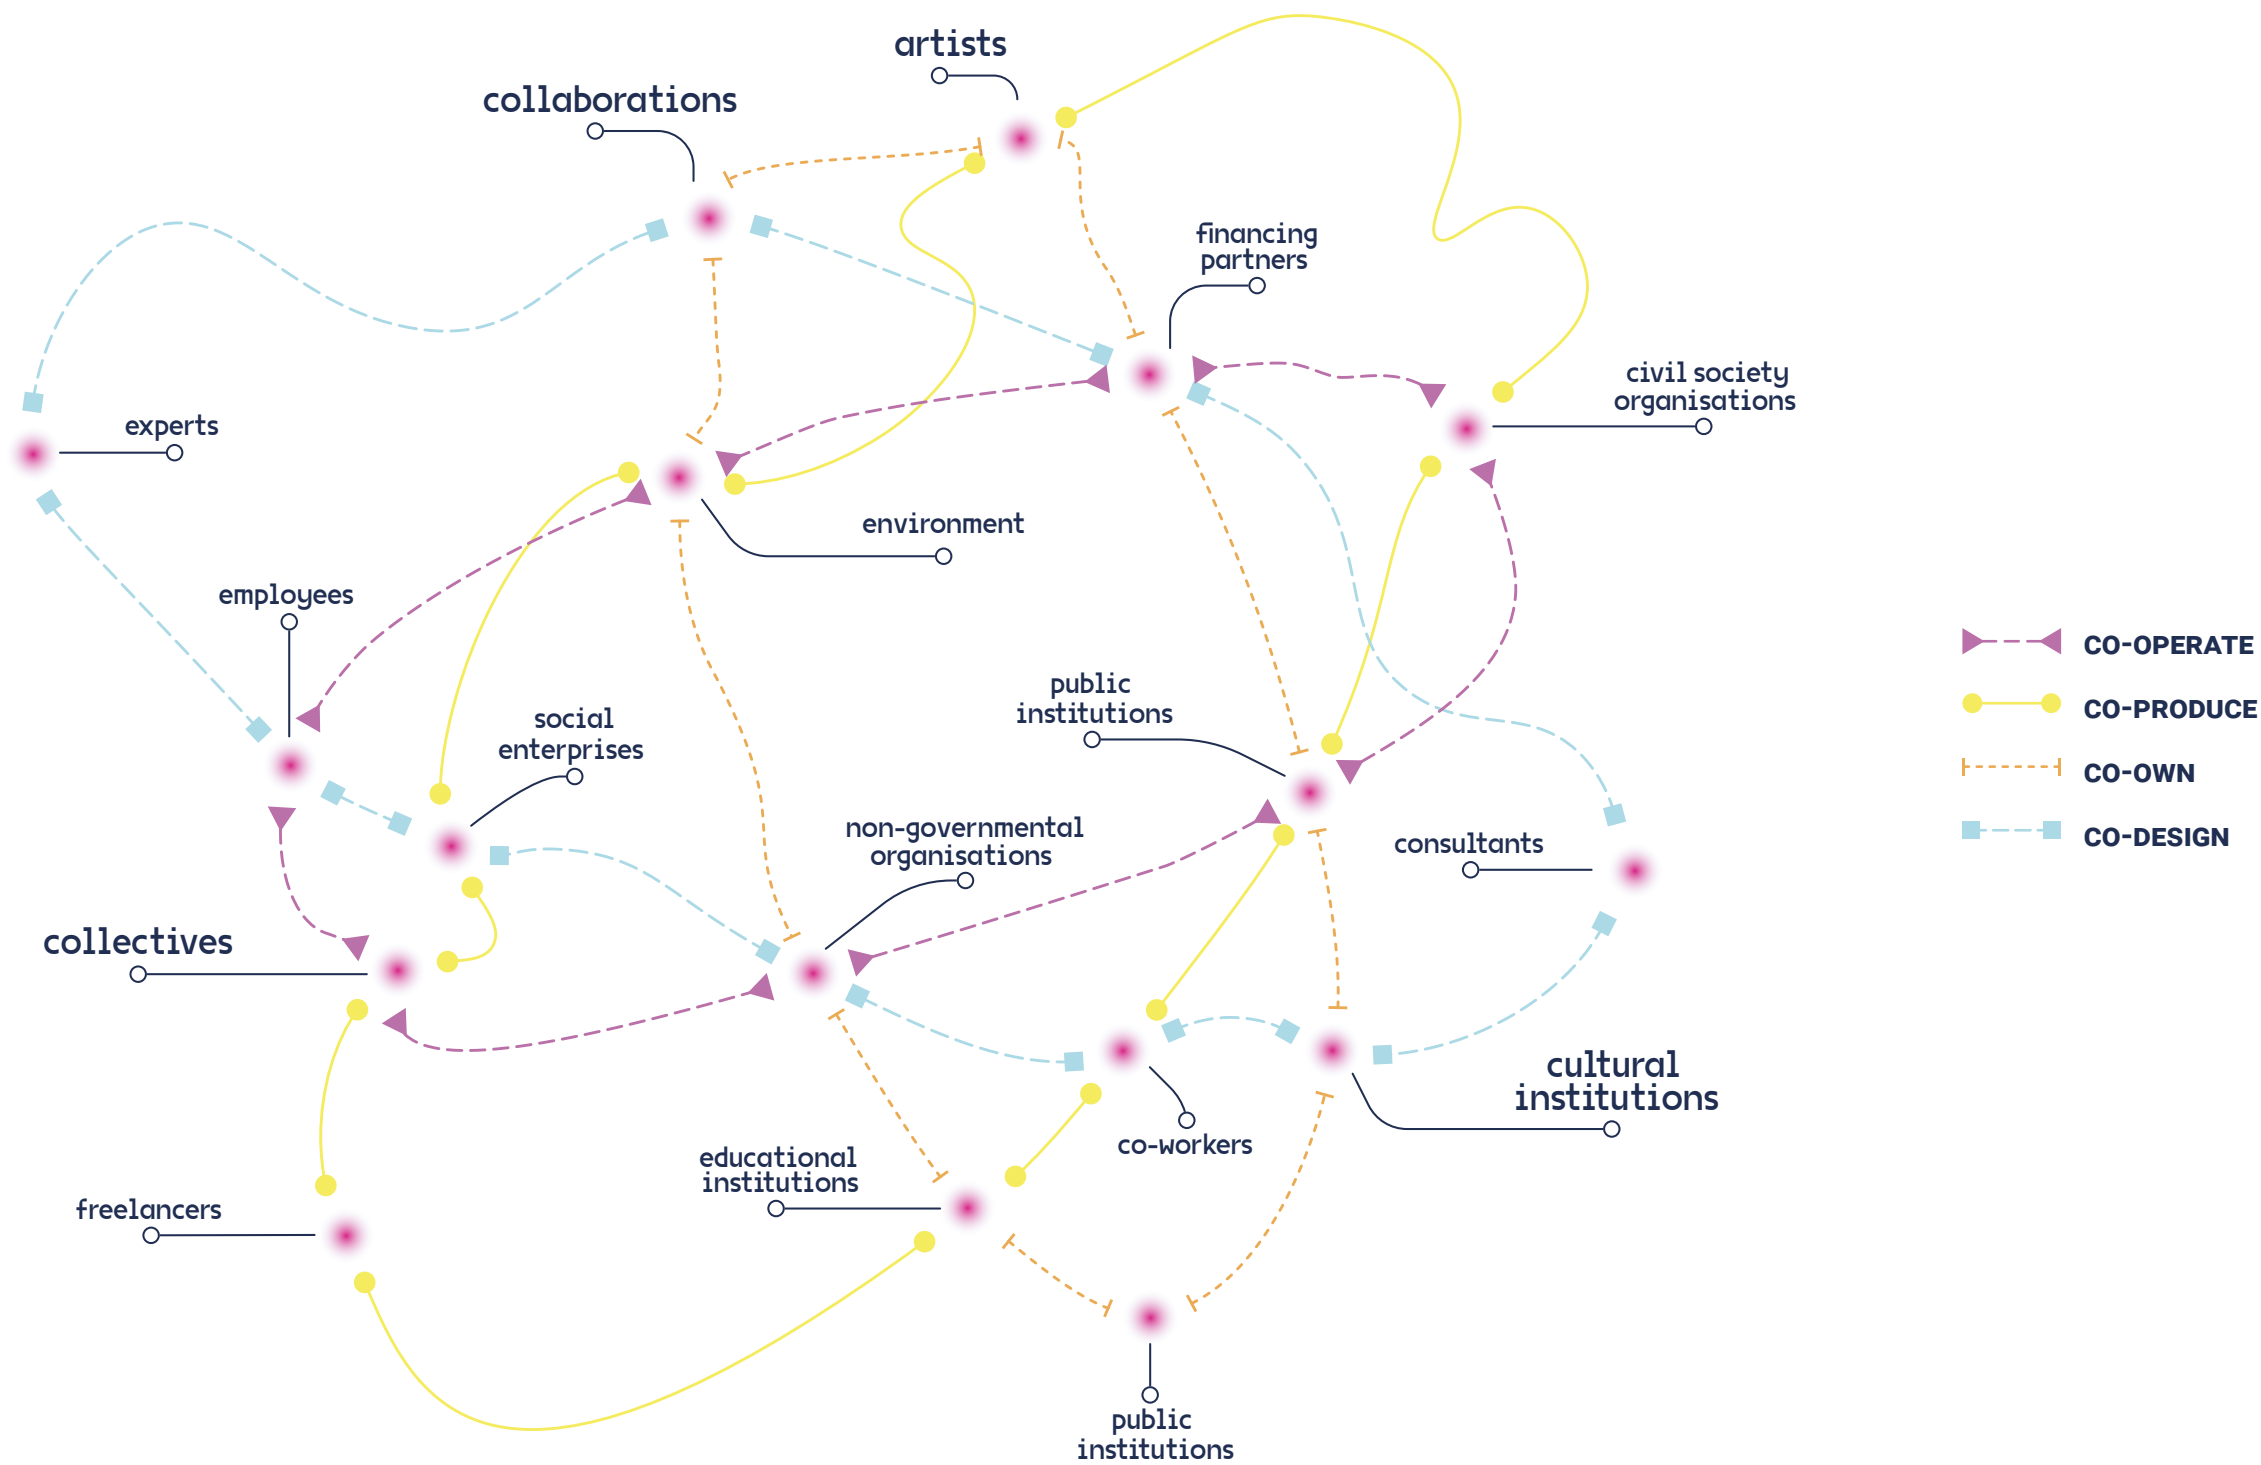 artists
collaborations
financing
partners
civil society
organisations
experts
environment
employees
public
institutions
social
enterprises
non-governmental
organisations
consultants
collectives
cultural
institutions
co-workers
educational
institutions
freelancers
public
institutions
CO-OPERATE
CO-PRODUCE
CO-OWN
CO-DESIGN